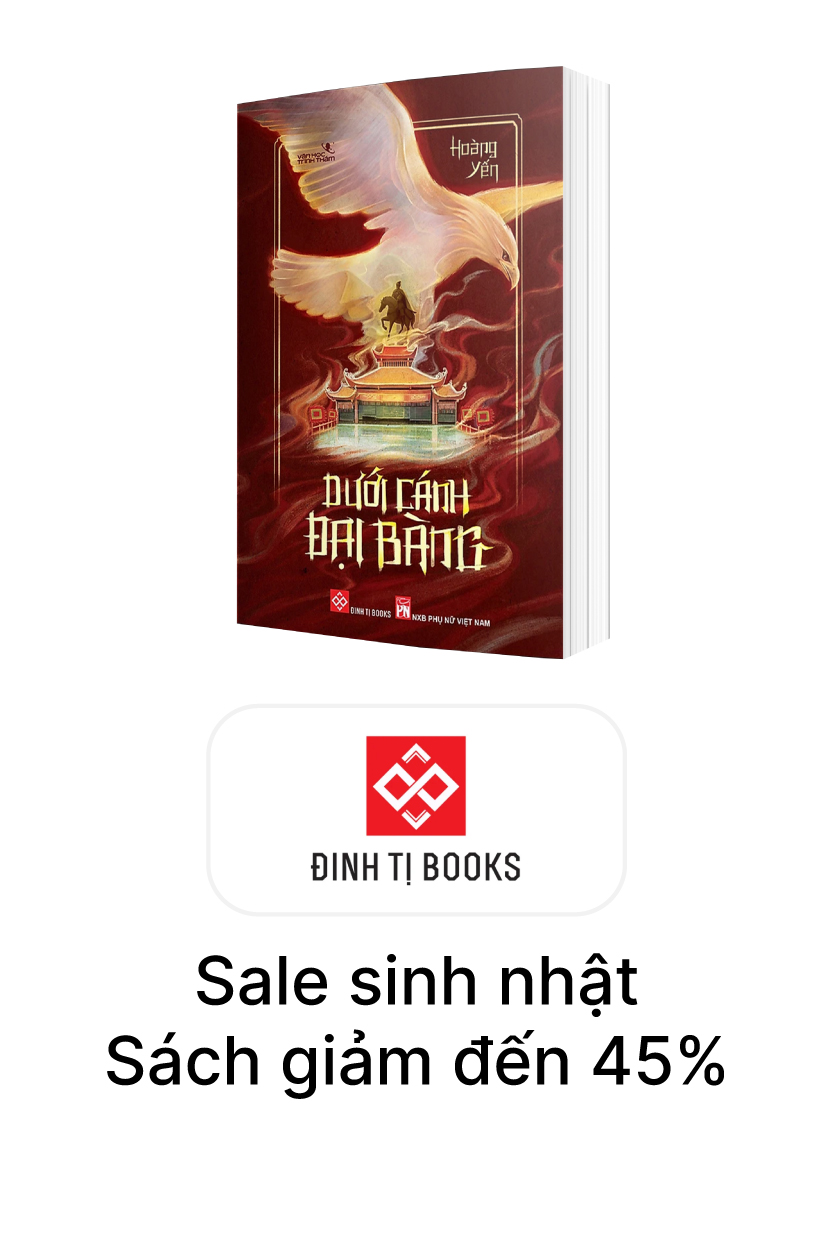 VĂN HỌC
TRINH THÁM
Hoàng
Yến
DƯỚI CÁNH
ĐẠI BÀNG
ĐINH TỊ BOOKS
PN
NXB PHỤ NỮ VIỆT NAM
ĐINH TỊ BOOKS
Sale sinh nhật
Sách giảm đến 45%